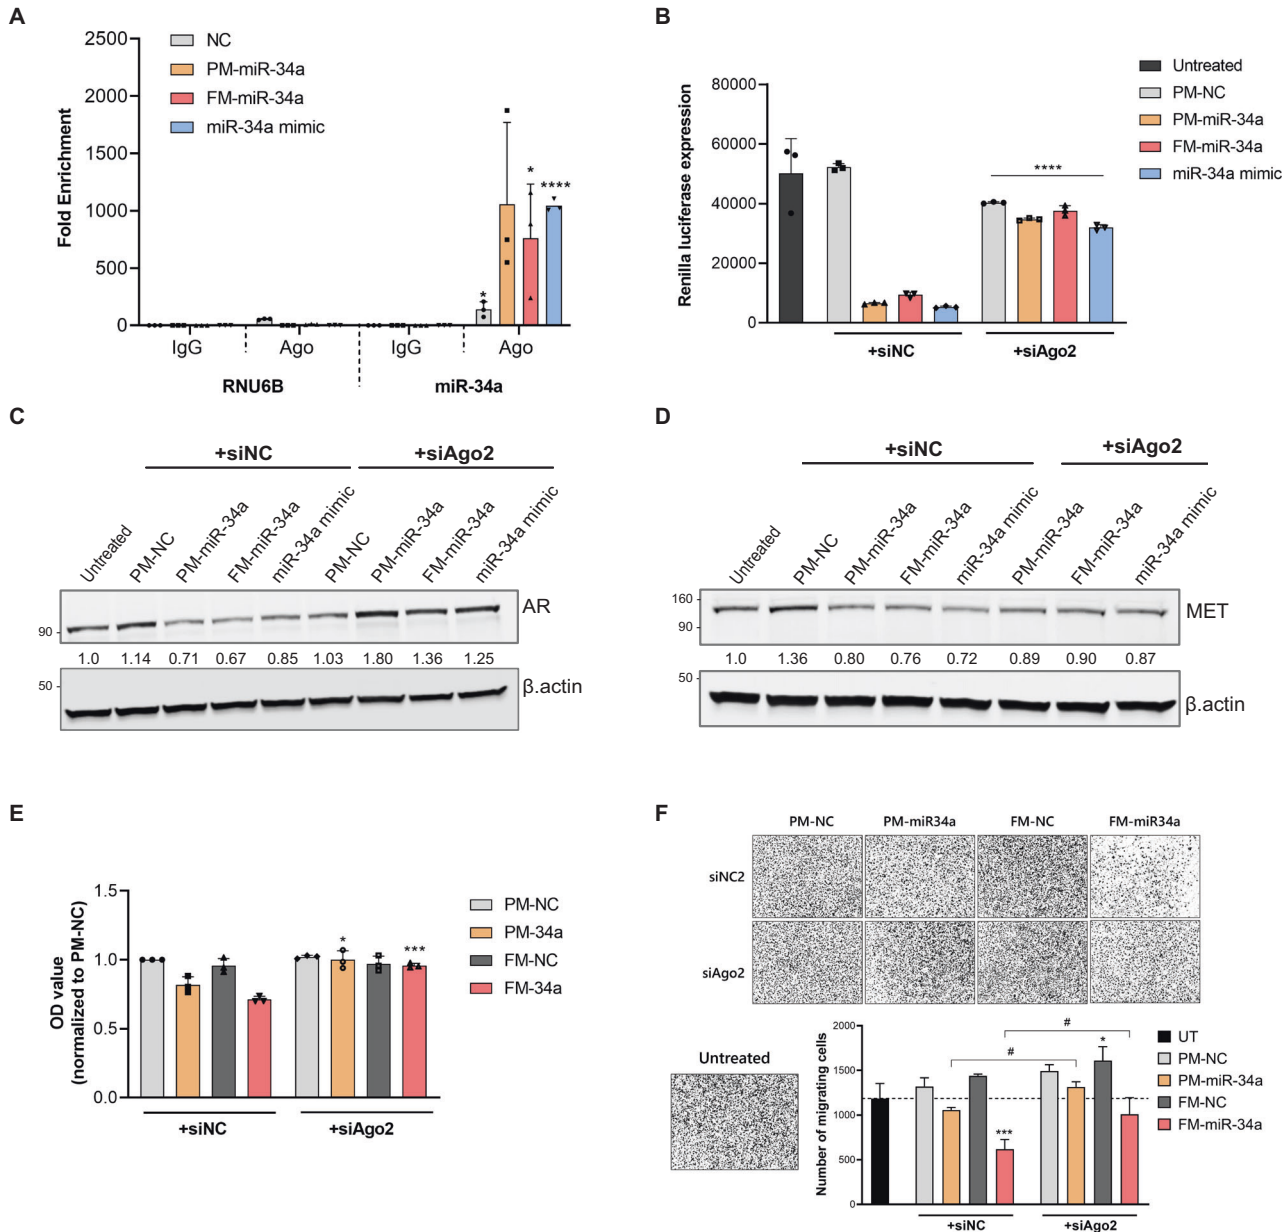 A
Fold Enrichment
2500
2000
1500
1000
500
0
NC
PM-miR-34a
FM-miR-34a
miR-34a mimic
*
*
****
IgG
Ago
IgG
Ago
RNU6B
miR-34a
B
Renilla luciferase expression
80000
60000
40000
20000
0
****
Untreated
PM-NC
PM-miR-34a
FM-miR-34a
miR-34a mimic
+siNC
+siAgo2
C
+siNC
+siAgo2
Untreated
PM-NC
PM-miR-34a
FM-miR-34a
miR-34a mimic
PM-NC
PM-miR-34a
FM-miR-34a
miR-34a mimic
90
AR
1.0 1.14 0.71 0.67 0.85 1.03 1.80 1.36 1.25
50
β.actin
D
+siNC
+siAgo2
Untreated
PM-NC
PM-miR-34a
FM-miR-34a
miR-34a mimic
PM-miR-34a
FM-miR-34a
miR-34a mimic
160
90
MET
1.0 1.36 0.80 0.76 0.72 0.89 0.90 0.87
50
β.actin
E
OD value
(normalized to PM-NC)
1.5
1.0
0.5
0.0
*
***
PM-NC
PM-34a
FM-NC
FM-34a
+siNC
+siAgo2
F
PM-NC PM-miR34a FM-NC FM-miR34a
siNC2
siAgo2
Untreated
Number of migrating cells
2000
1500
1000
500
0
#
#
***
*
UT
PM-NC
PM-miR-34a
FM-NC
FM-miR-34a
+siNC
+siAgo2